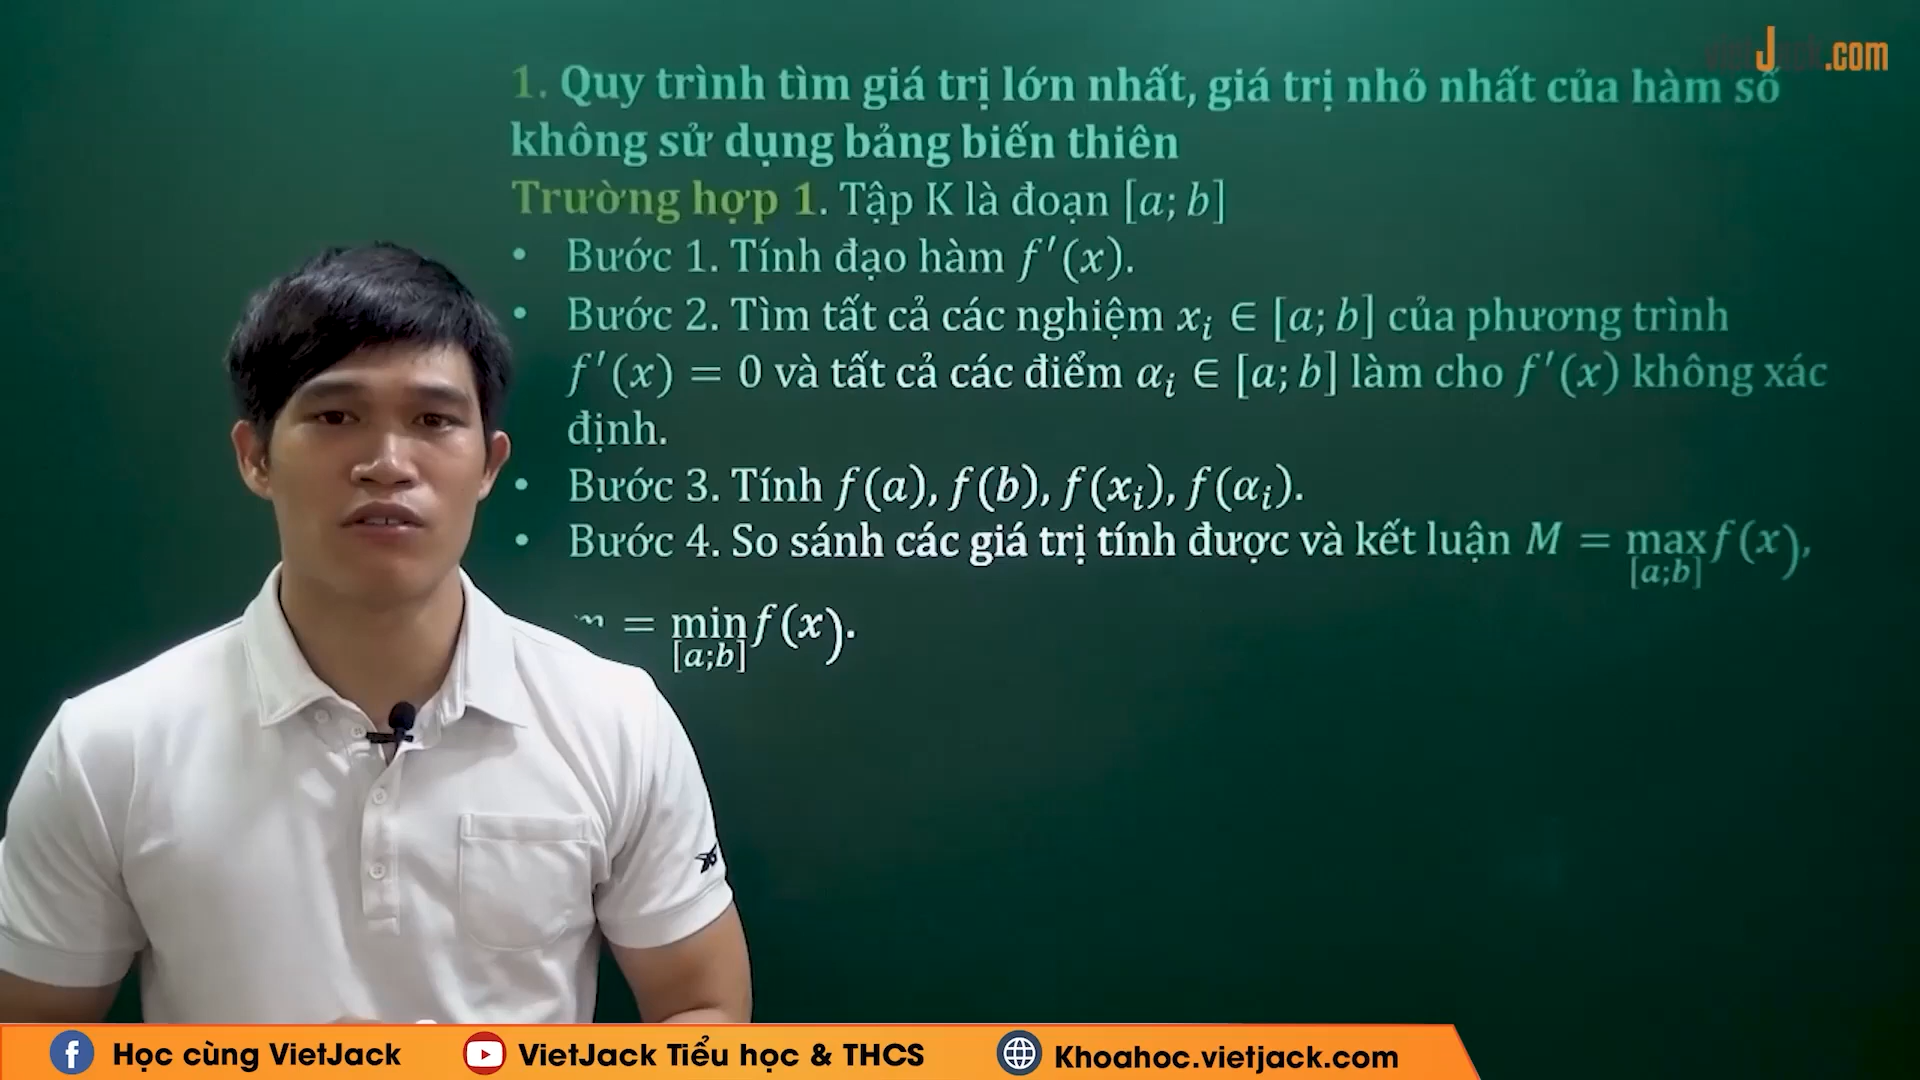 vietJack.com
1. Quy trình tìm giá trị lớn nhất, giá trị nhỏ nhất của hàm số
không sử dụng bảng biến thiên
Trường hợp 1. Tập K là đoạn [a; b]
• Bước 1. Tính đạo hàm f′(x).
• Bước 2. Tìm tất cả các nghiệm xᵢ ∈ [a; b] của phương trình
f′(x) = 0 và tất cả các điểm αᵢ ∈ [a; b] làm cho f′(x) không xác
định.
• Bước 3. Tính f(a), f(b), f(xᵢ), f(αᵢ).
• Bước 4. So sánh các giá trị tính được và kết luận M = max f(x),
[a;b]
m = min f(x).
[a;b]
Học cùng VietJack VietJack Tiểu học & THCS Khoahoc.vietjack.com